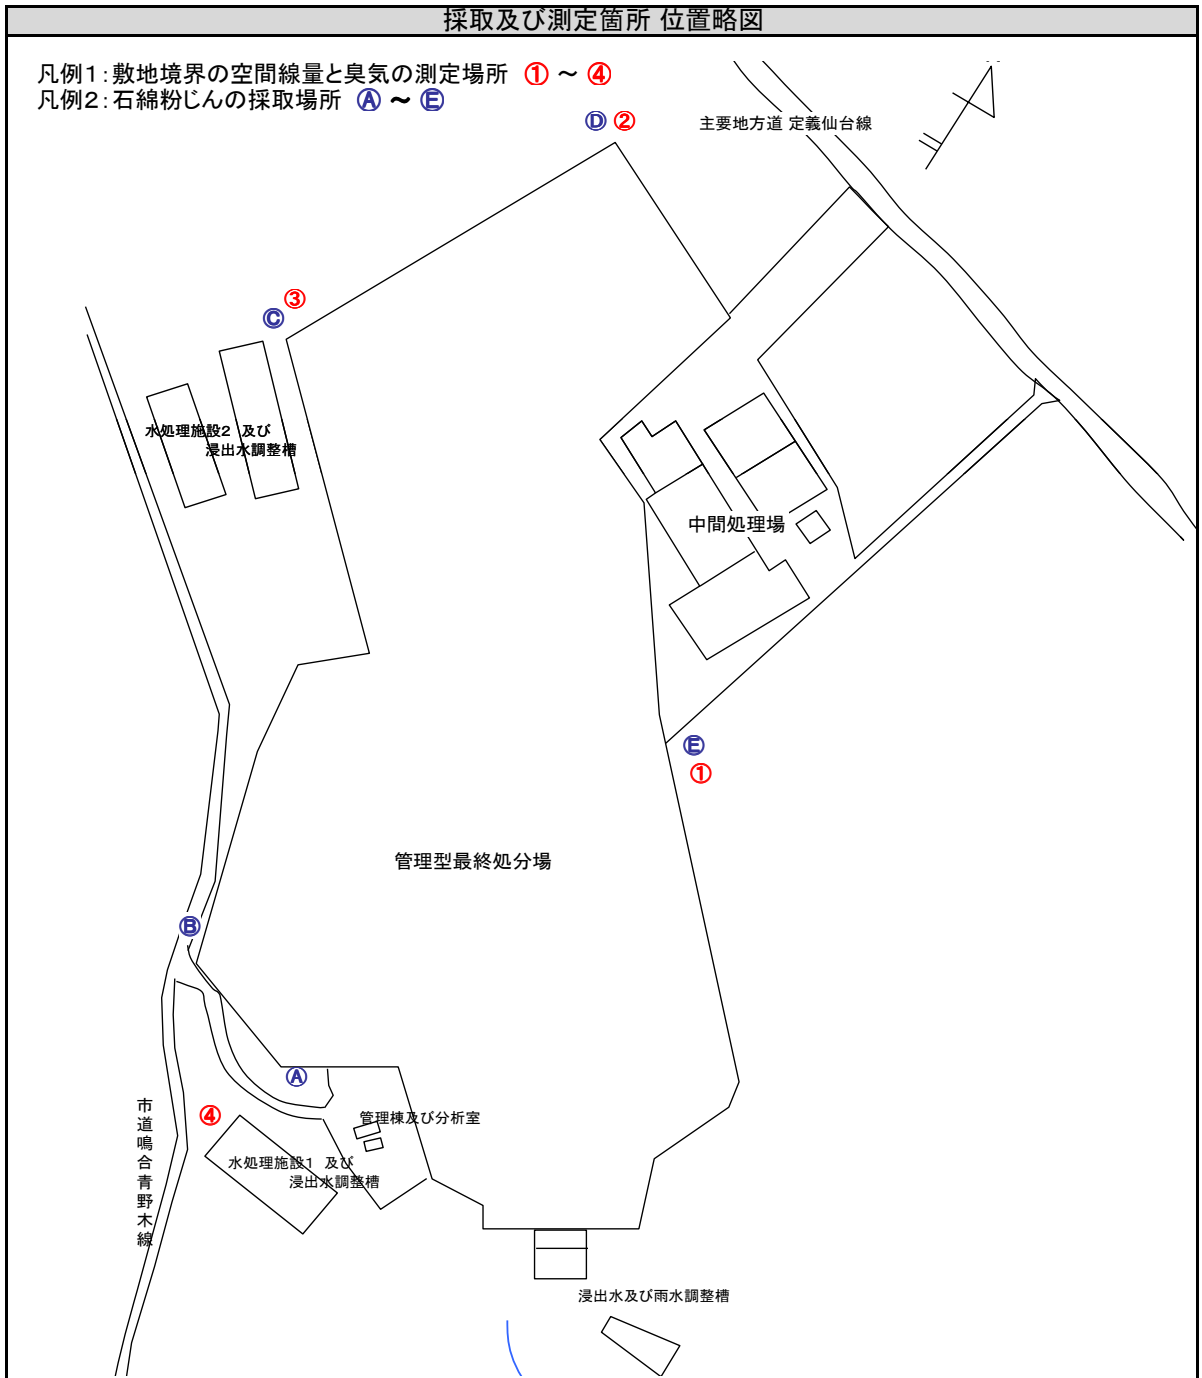 採取及び測定箇所 位置略図
凡例1：敷地境界の空間線量と臭気の測定場所 ① ～ ④
凡例2：石綿粉じんの採取場所 Ⓐ ～ Ⓔ
Ⓓ ②
主要地方道 定義仙台線
③
Ⓒ
水処理施設2 及び
浸出水調整槽
中間処理場
Ⓔ
①
管理型最終処分場
Ⓑ
Ⓐ
④
管理棟及び分析室
市道鳴合青野木線
水処理施設1 及び
浸出水調整槽
浸出水及び雨水調整槽